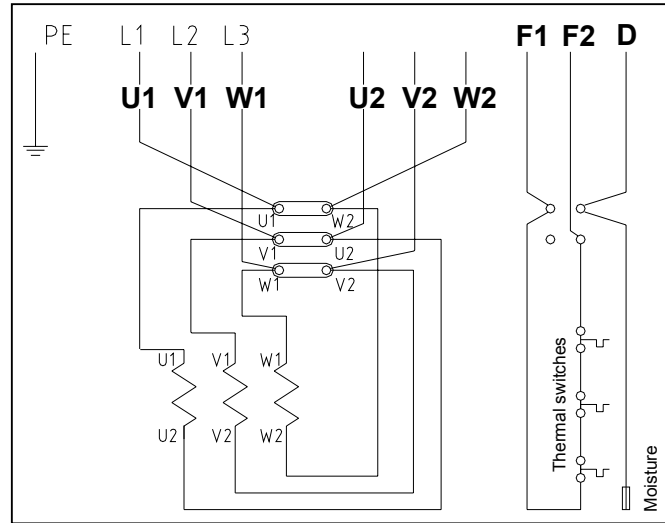 PE L1 L2 L3 F1 F2 D
U1 V1 W1 U2 V2 W2
U1 W2
V1 U2
W1 V2
U1 V1 W1
U2 V2 W2
Thermal switches
Moisture